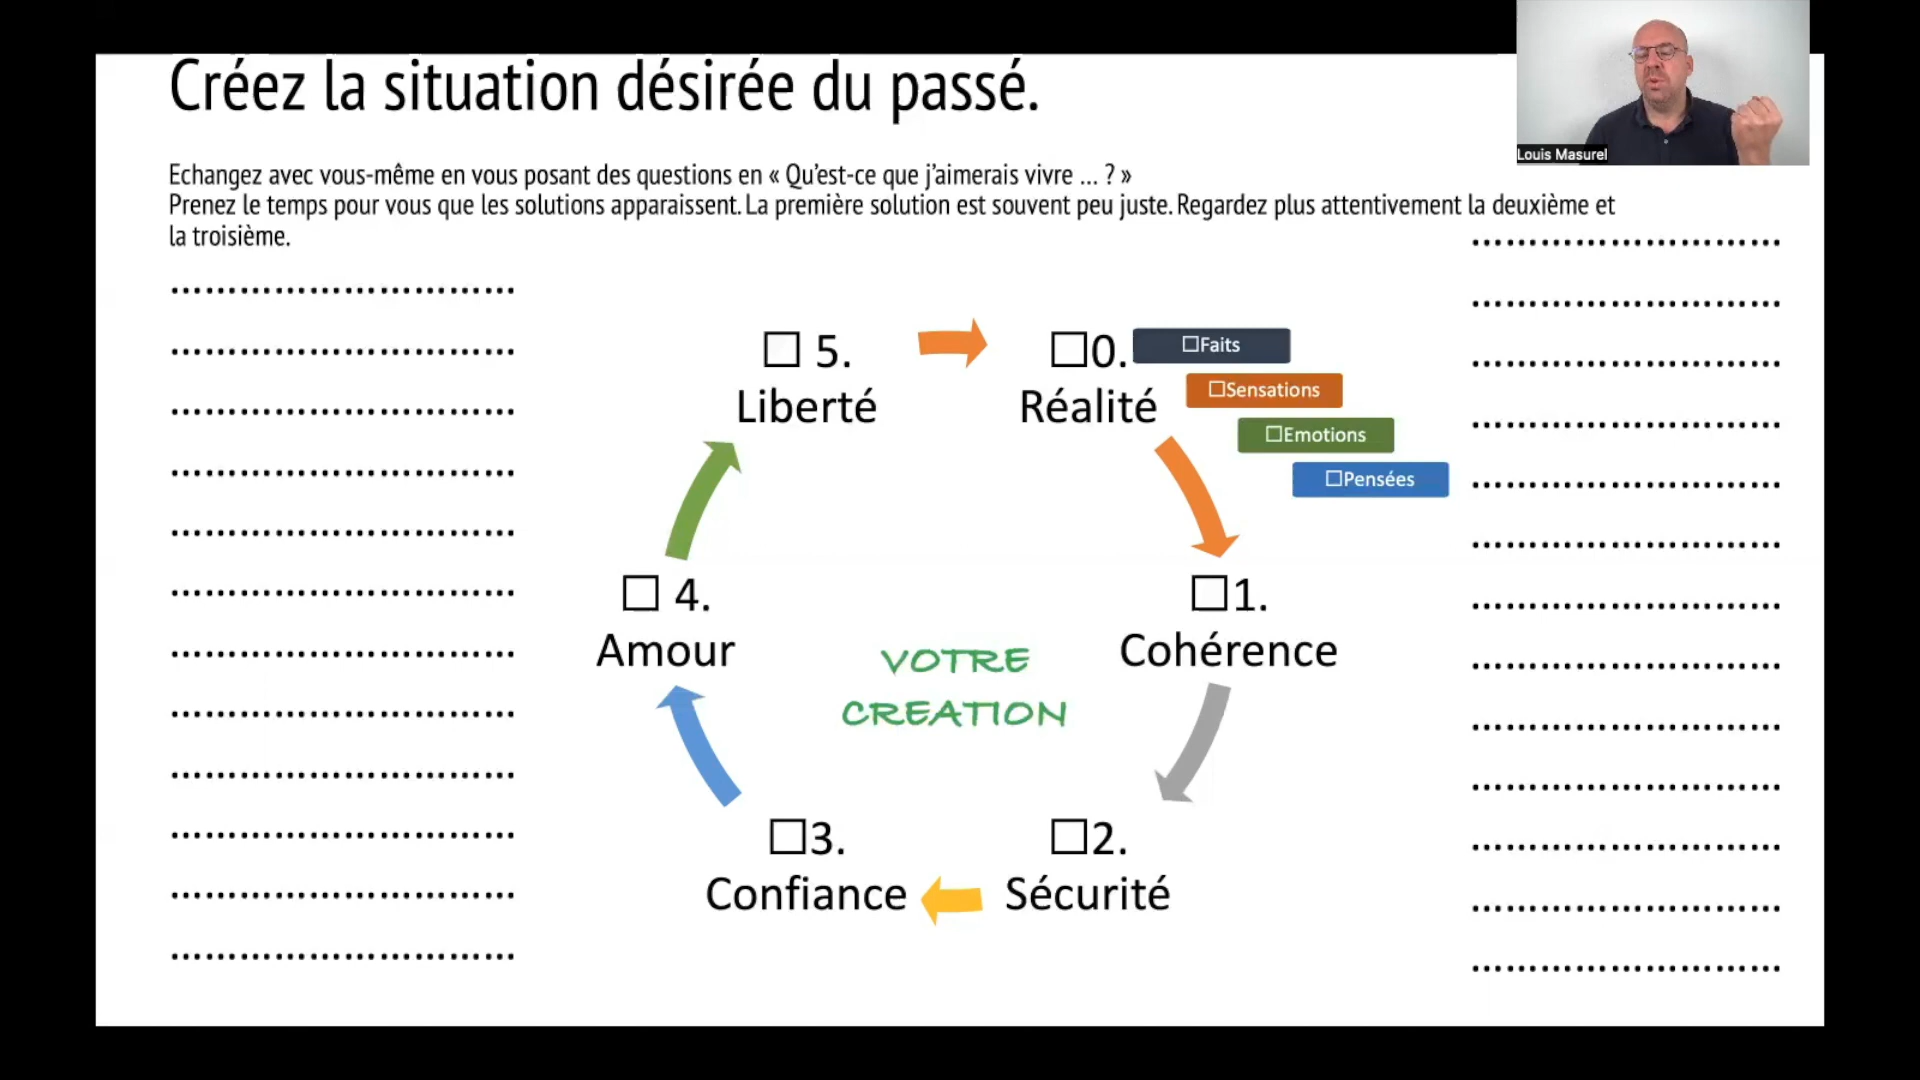 Créez la situation désirée du passé.
Louis Masurel
Echangez avec vous-même en vous posant des questions en « Qu’est-ce que j’aimerais vivre ... ? »
Prenez le temps pour vous que les solutions apparaissent. La première solution est souvent peu juste. Regardez plus attentivement la deuxième et
la troisième.
☐ 5.
Liberté
☐0.
Réalité
☐Faits
☐Sensations
☐Emotions
☐Pensées
☐ 4.
Amour
☐1.
Cohérence
VOTRE
CREATION
☐3.
Confiance
☐2.
Sécurité